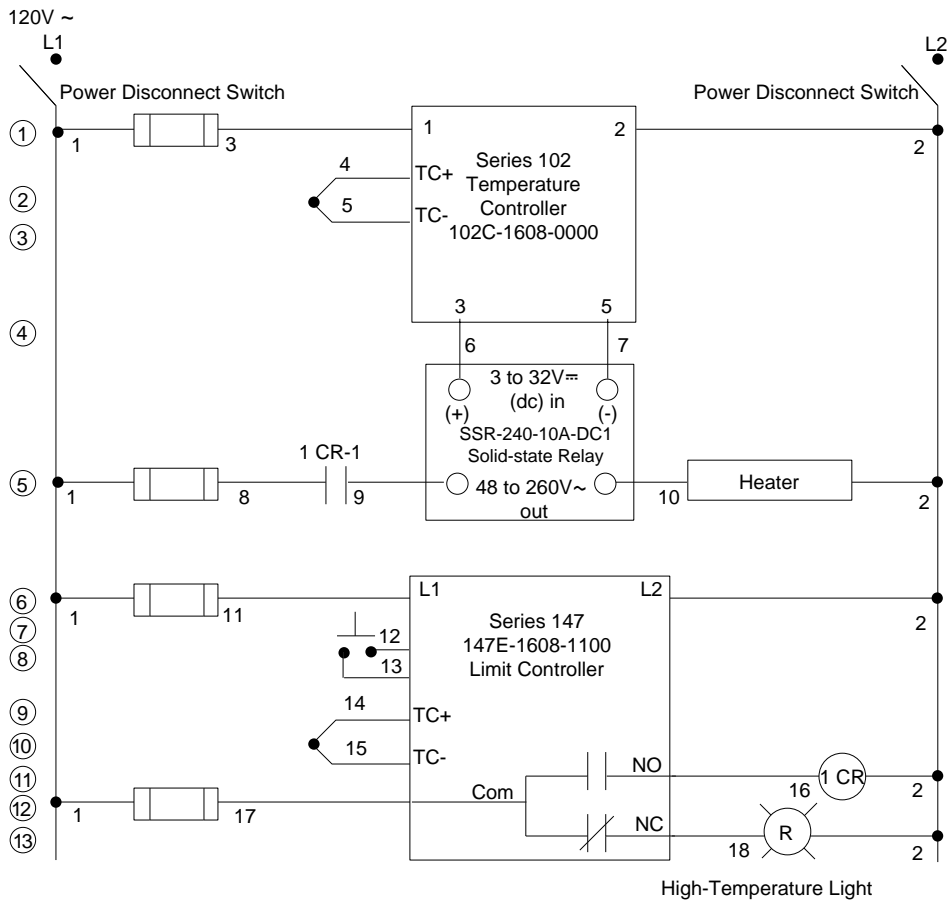 120V ~
L1
L2
Power Disconnect Switch
Power Disconnect Switch
1
1
3
1
2
2
Series 102
Temperature
Controller
102C-1608-0000
4
TC+
2
5
TC-
3
3
5
4
6
7
3 to 32V⎓
(dc) in
(+)
(-)
SSR-240-10A-DC1
Solid-state Relay
1 CR-1
5
1
8
9
48 to 260V~
out
10
Heater
2
6
1
11
L1
L2
2
Series 147
147E-1608-1100
Limit Controller
7
12
8
13
9
14
TC+
10
15
TC-
11
NO
16
1 CR
2
12
1
17
Com
13
NC
18
R
2
High-Temperature Light